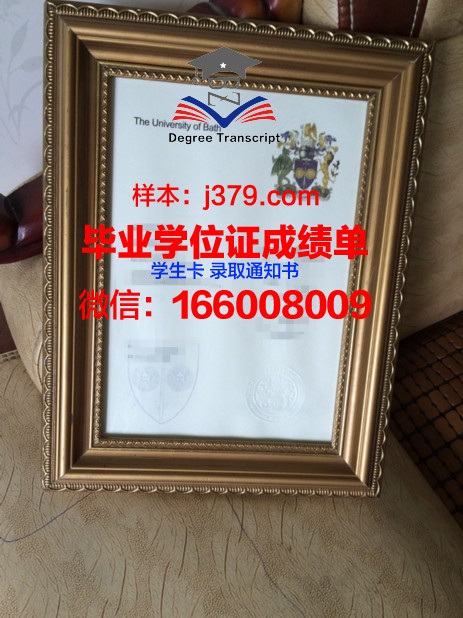 The University of Bath
Degree Transcript
样本：j379.com
毕业学位证成绩单
学生卡 录取通知书
微信：166008009